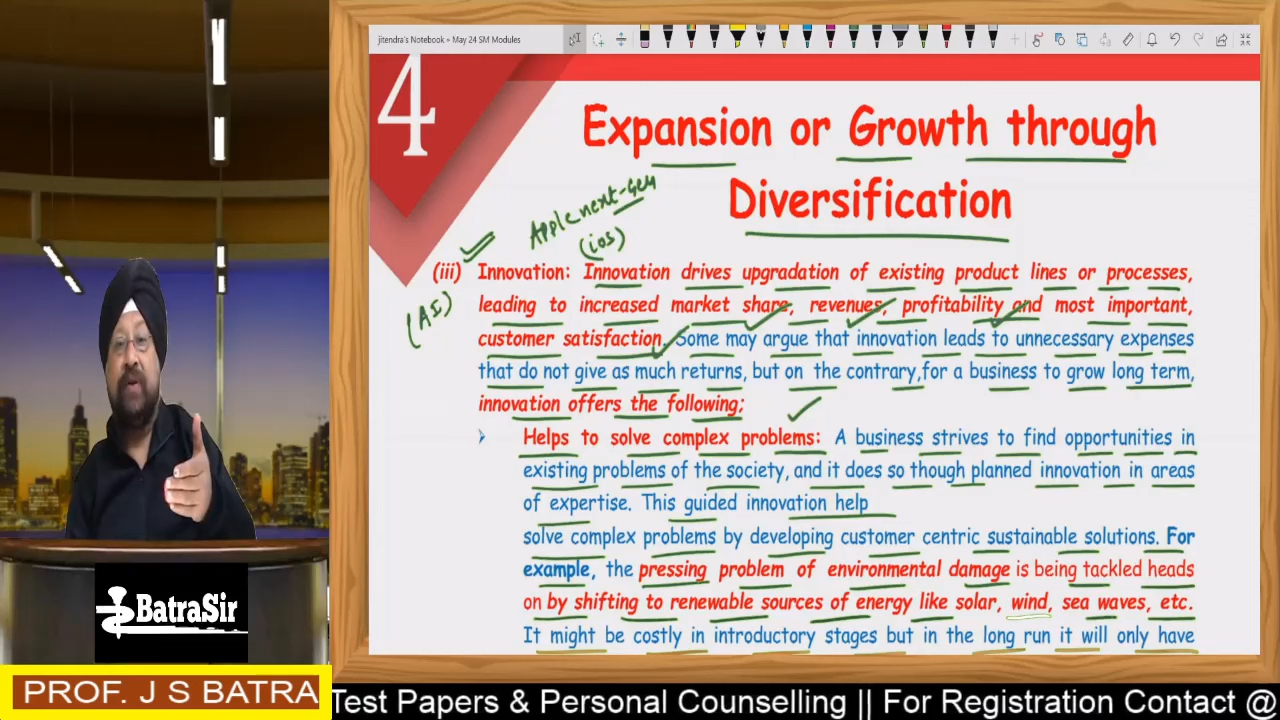 jitendra's Notebook » May 24 SM Modules
4
Expansion or Growth through
Diversification
Apple next-Gen
(ios)
(iii) Innovation: Innovation drives upgradation of existing product lines or processes,
(AI)
leading to increased market share, revenues, profitability and most important,
customer satisfaction. Some may argue that innovation leads to unnecessary expenses
that do not give as much returns, but on the contrary, for a business to grow long term,
innovation offers the following;
Helps to solve complex problems: A business strives to find opportunities in
existing problems of the society, and it does so though planned innovation in areas
of expertise. This guided innovation help
solve complex problems by developing customer centric sustainable solutions. For
example, the pressing problem of environmental damage is being tackled heads
on by shifting to renewable sources of energy like solar, wind, sea waves, etc.
It might be costly in introductory stages but in the long run it will only have
BatraSir
PROF. J S BATRA
Test Papers & Personal Counselling || For Registration Contact @